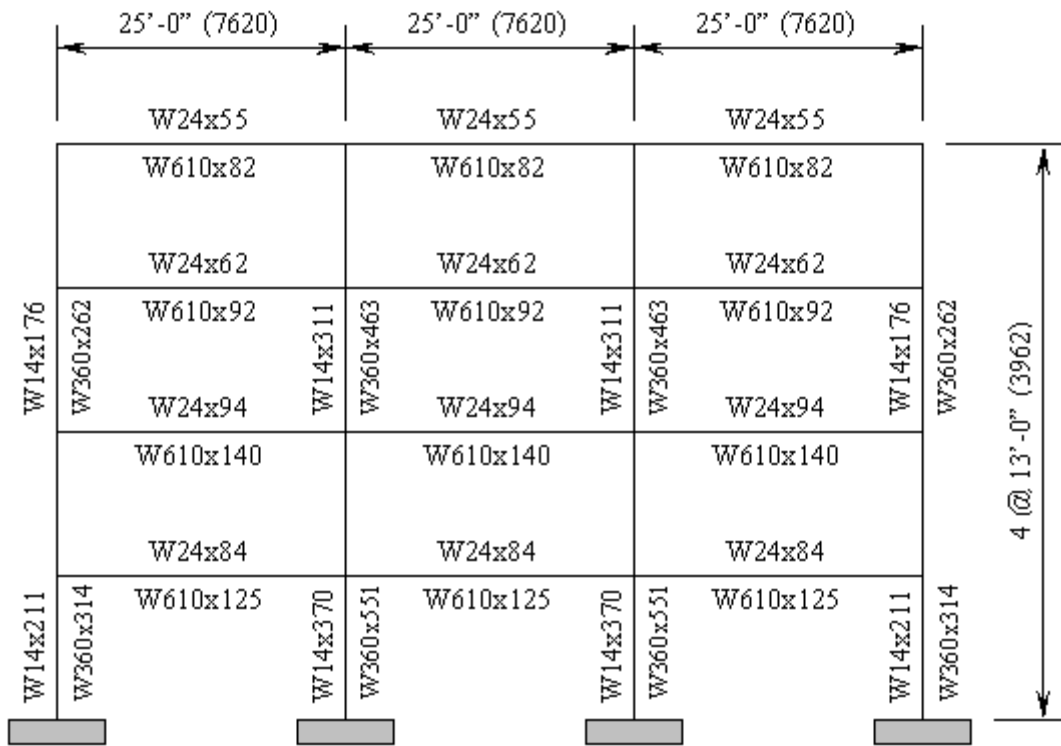 25’-0” (7620)
25’-0” (7620)
25’-0” (7620)
W24x55
W24x55
W24x55
W610x82
W610x82
W610x82
W24x62
W24x62
W24x62
W610x92
W610x92
W610x92
W14x176
W360x262
W14x311
W360x463
W14x311
W360x463
W14x176
W360x262
W24x94
W24x94
W24x94
W610x140
W610x140
W610x140
4 @ 13’-0” (3962)
W24x84
W24x84
W24x84
W610x125
W610x125
W610x125
W14x211
W360x314
W14x370
W360x551
W14x370
W360x551
W14x211
W360x314